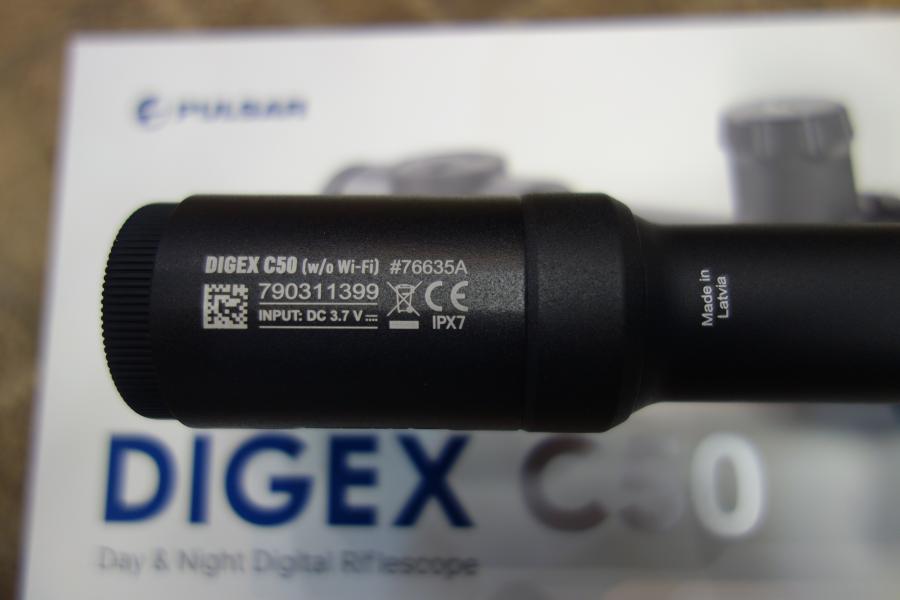 PULSAR
DIGEX C50 (w/o Wi-Fi) #76635A
790311399
INPUT: DC 3.7 V ⎓
CE
IPX7
Made in
Latvia
DIGEX C50
Day & Night Digital Riflescope